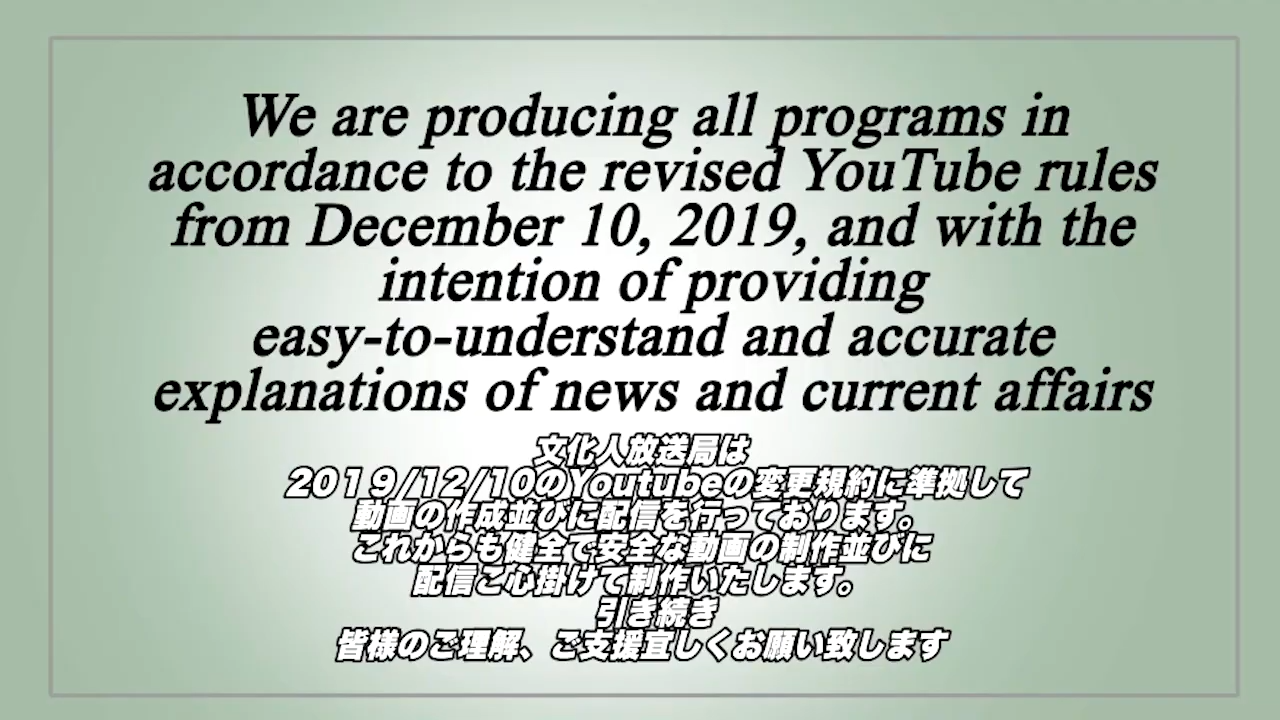 We are producing all programs in
accordance to the revised YouTube rules
from December 10, 2019, and with the
intention of providing
easy-to-understand and accurate
explanations of news and current affairs
文化人放送局は
2019/12/10のYoutubeの変更規約に準拠して
動画の作成並びに配信を行っております。
これからも健全で安全な動画の制作並びに
配信に心掛けて制作いたします。
引き続き
皆様のご理解、ご支援宜しくお願い致します